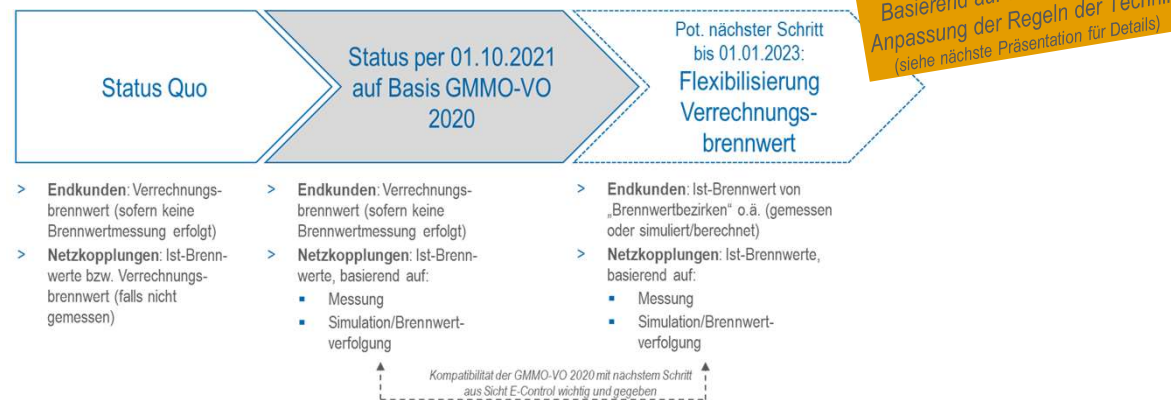 Status Quo
Status per 01.10.2021
auf Basis GMMO-VO
2020
Pot. nächster Schritt
bis 01.01.2023:
Flexibilisierung
Verrechnungs-
brennwert
Basierend
Anpassung der Regeln der
(siehe nächste Präsentation für Details)
> Endkunden: Verrechnungs-
brennwert (sofern keine
Brennwertmessung erfolgt)
> Netzkopplungen: Ist-Brenn-
werte bzw. Verrechnungs-
brennwert (falls nicht
gemessen)
> Endkunden: Verrechnungs-
brennwert (sofern keine
Brennwertmessung erfolgt)
> Netzkopplungen: Ist-Brenn-
werte, basierend auf:
▪ Messung
▪ Simulation/Brennwert-
verfolgung
> Endkunden: Ist-Brennwert von
„Brennwertbezirken" o.ä. (gemessen
oder simuliert/berechnet)
> Netzkopplungen: Ist-Brennwerte,
basierend auf:
▪ Messung
▪ Simulation/Brennwert-
verfolgung
Kompatibilität der GMMO-VO 2020 mit nächstem Schritt
aus Sicht E-Control wichtig und gegeben